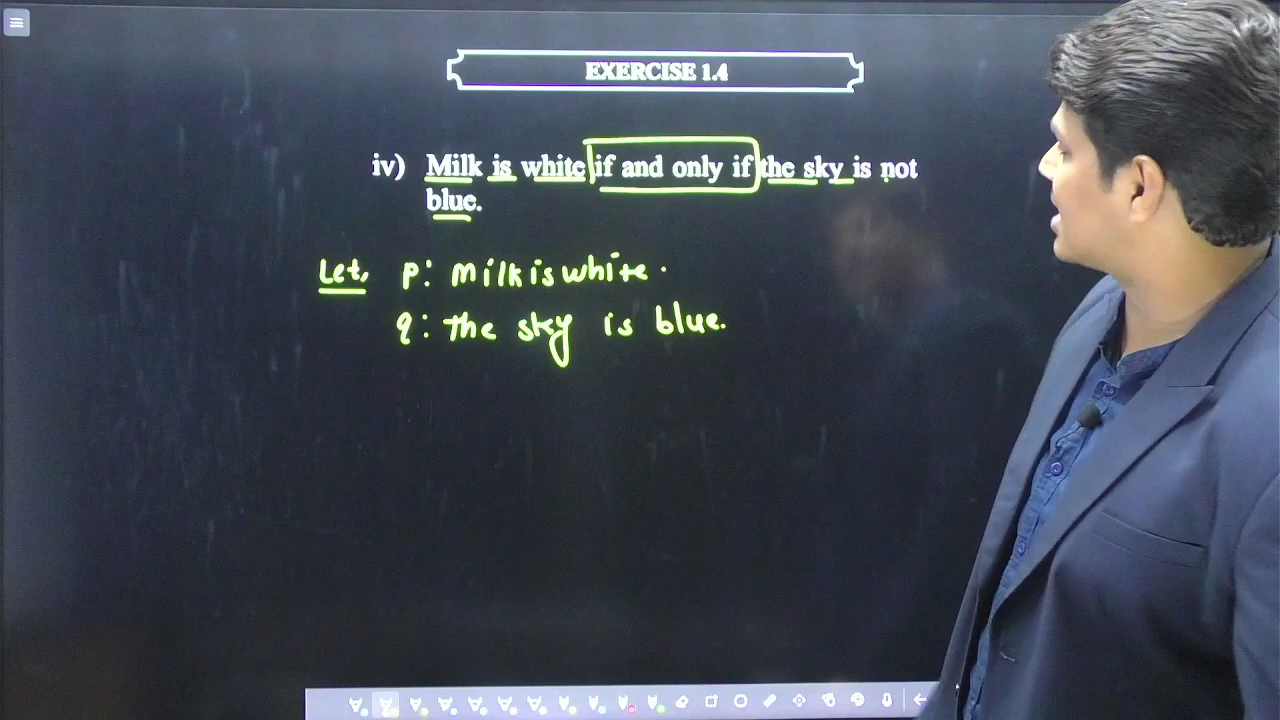 EXERCISE 1.4
iv) Milk is white if and only if the sky is not
blue.
Let, p: Milk is white.
q: The sky is blue.